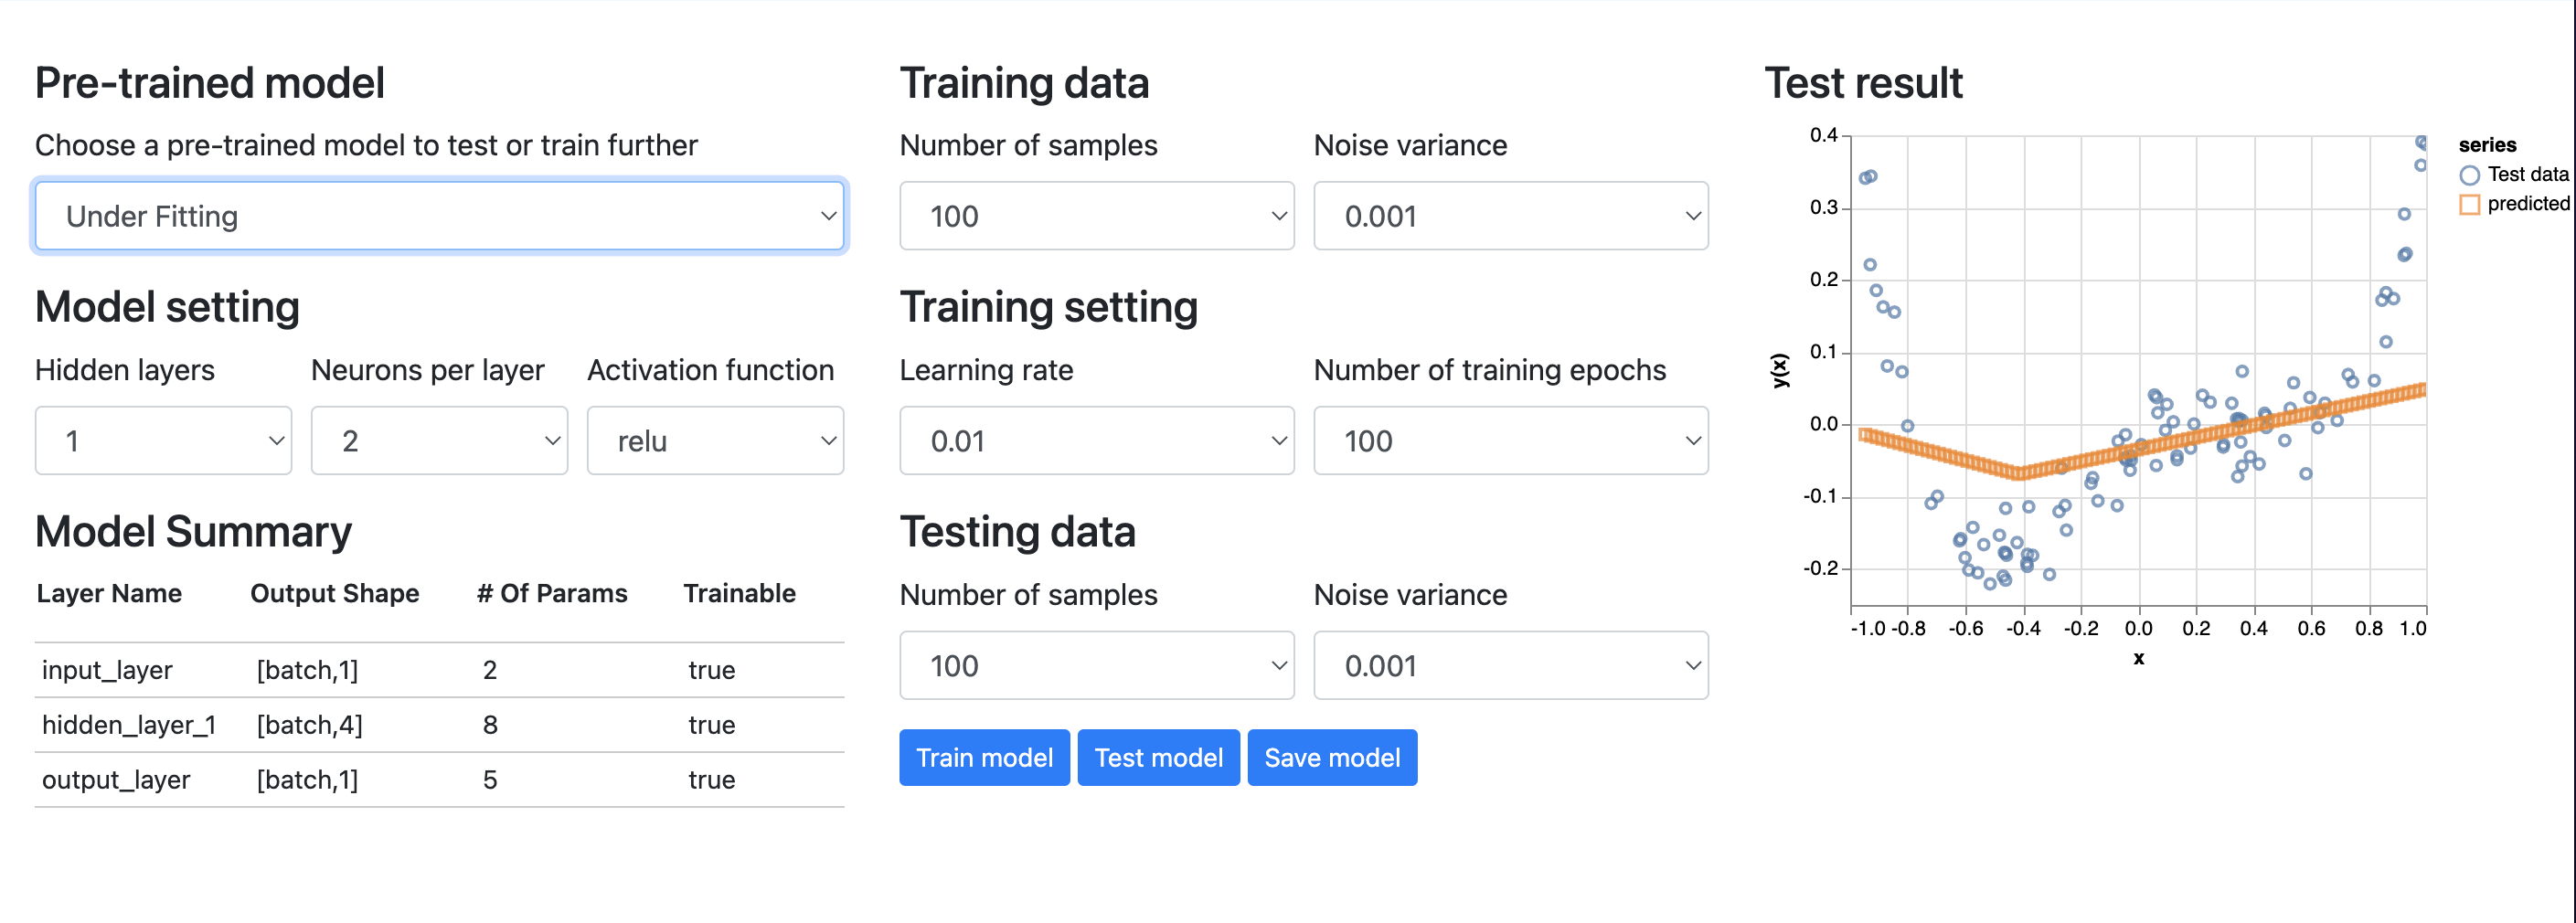 Pre-trained model
Choose a pre-trained model to test or train further
Under Fitting
Model setting
Hidden layers
Neurons per layer
Activation function
1
2
relu
Model Summary
Layer Name Output Shape # Of Params Trainable
input_layer [batch,1] 2 true
hidden_layer_1 [batch,4] 8 true
output_layer [batch,1] 5 true
Training data
Number of samples
Noise variance
100
0.001
Training setting
Learning rate
Number of training epochs
0.01
100
Testing data
Number of samples
Noise variance
100
0.001
Train model
Test model
Save model
Test result
0.4
0.3
0.2
0.1
0.0
-0.1
-0.2
y(x)
-1.0 -0.8 -0.6 -0.4 -0.2 0.0 0.2 0.4 0.6 0.8 1.0
x
series
Test data
predicted